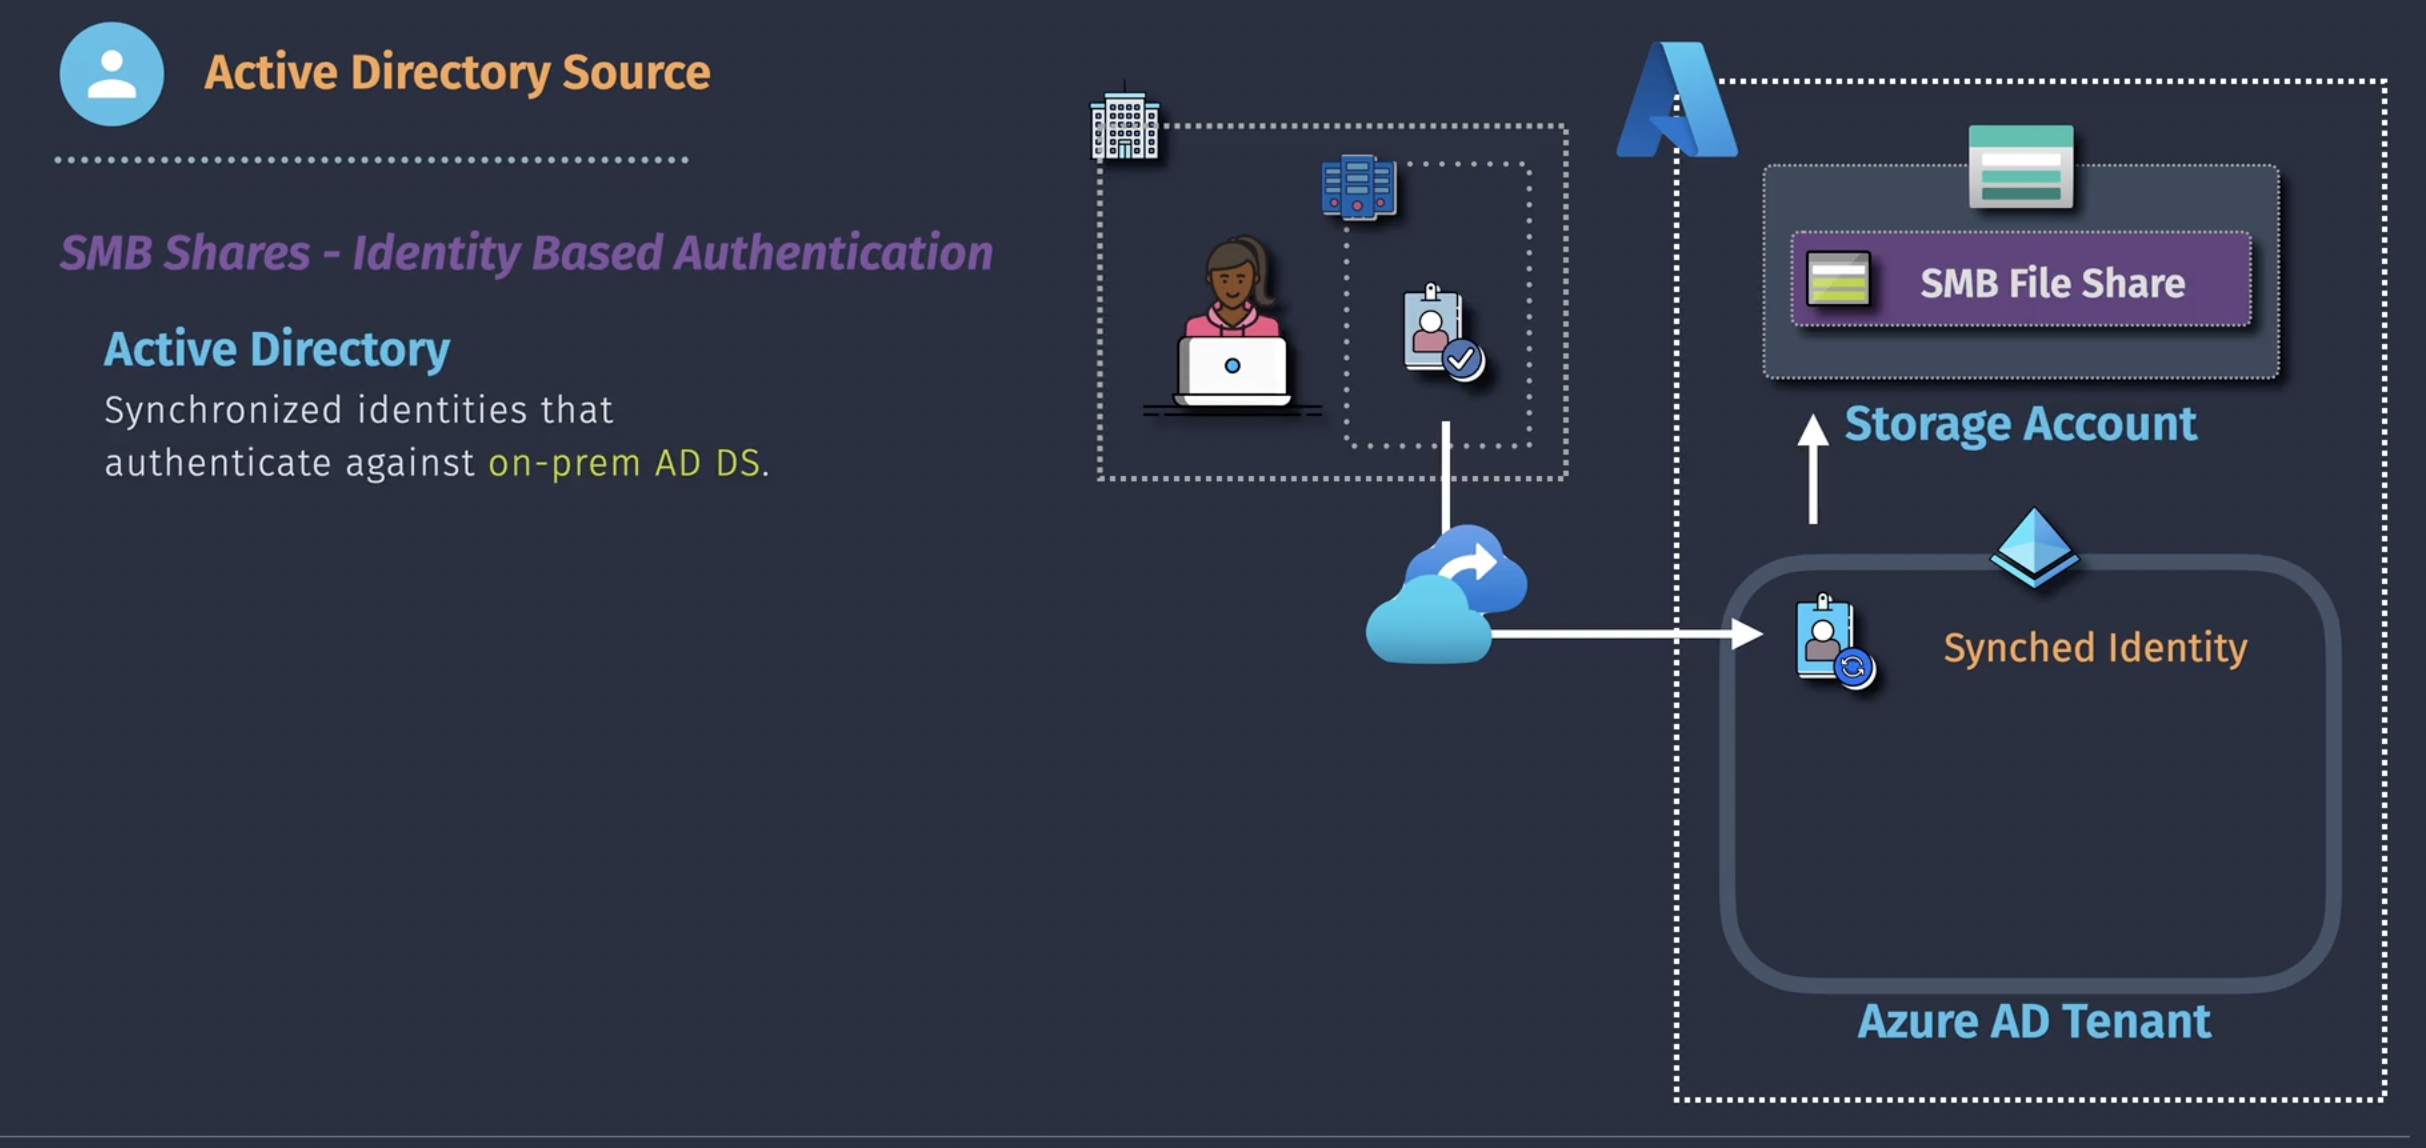 Active Directory Source
SMB Shares - Identity Based Authentication
Active Directory
Synchronized identities that
authenticate against on-prem AD DS.
SMB File Share
Storage Account
Synched Identity
Azure AD Tenant